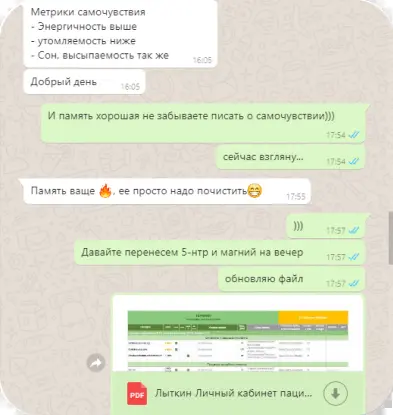 Метрики самочувствия
- Энергичность выше
- утомляемость ниже
- Сон, высыпаемость так же
16:05
Добрый день
16:05
И память хорошая не забываете писать о самочувствии)))
17:54
сейчас взгляну...
17:54
Память ваще 🔥, ее просто надо почистить😁
17:55
)))
17:57
Давайте перенесем 5-нтр и магний на вечер
17:57
обновляю файл
17:57
PDF
Лыткин Личный кабинет паци...